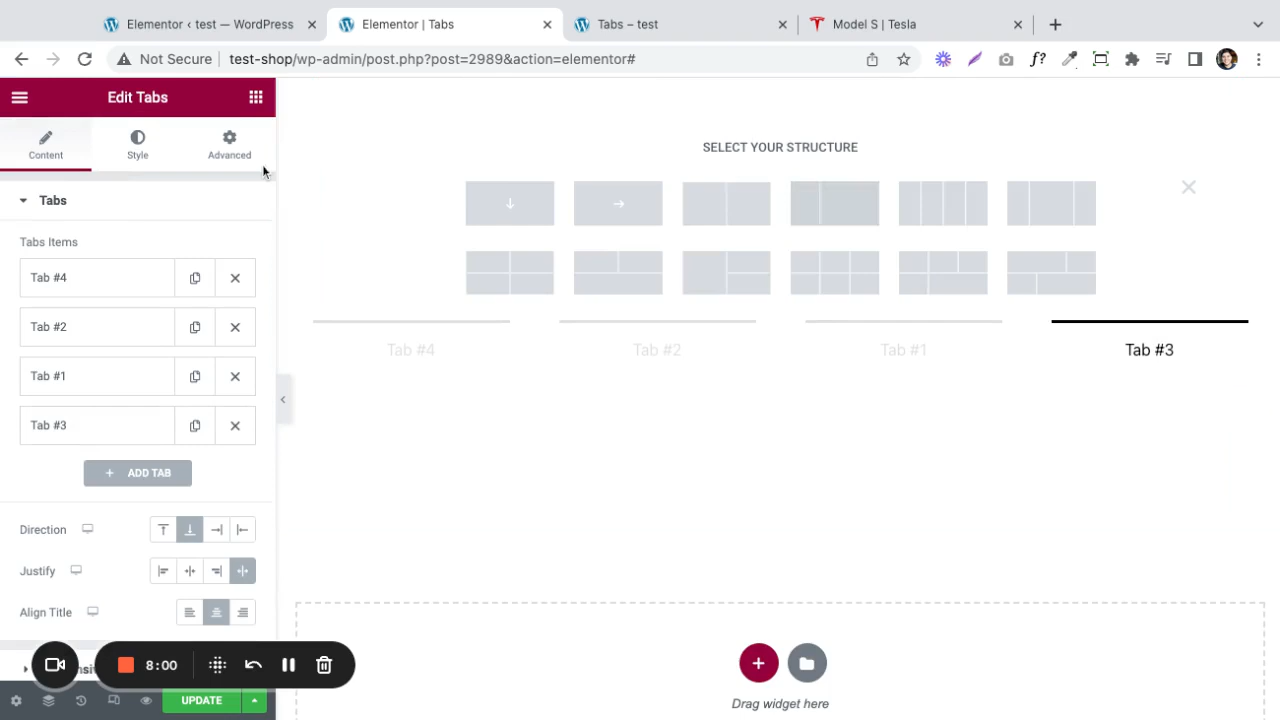 Elementor ‹ test — WordPress
Elementor | Tabs
Tabs – test
Model S | Tesla
Not Secure
test-shop/wp-admin/post.php?post=2989&action=elementor#
f?
Edit Tabs
Content
Style
Advanced
Tabs
Tabs Items
Tab #4
Tab #2
Tab #1
Tab #3
+ ADD TAB
Direction
Justify
Align Title
8:00
UPDATE
SELECT YOUR STRUCTURE
Tab #4
Tab #2
Tab #1
Tab #3
Drag widget here